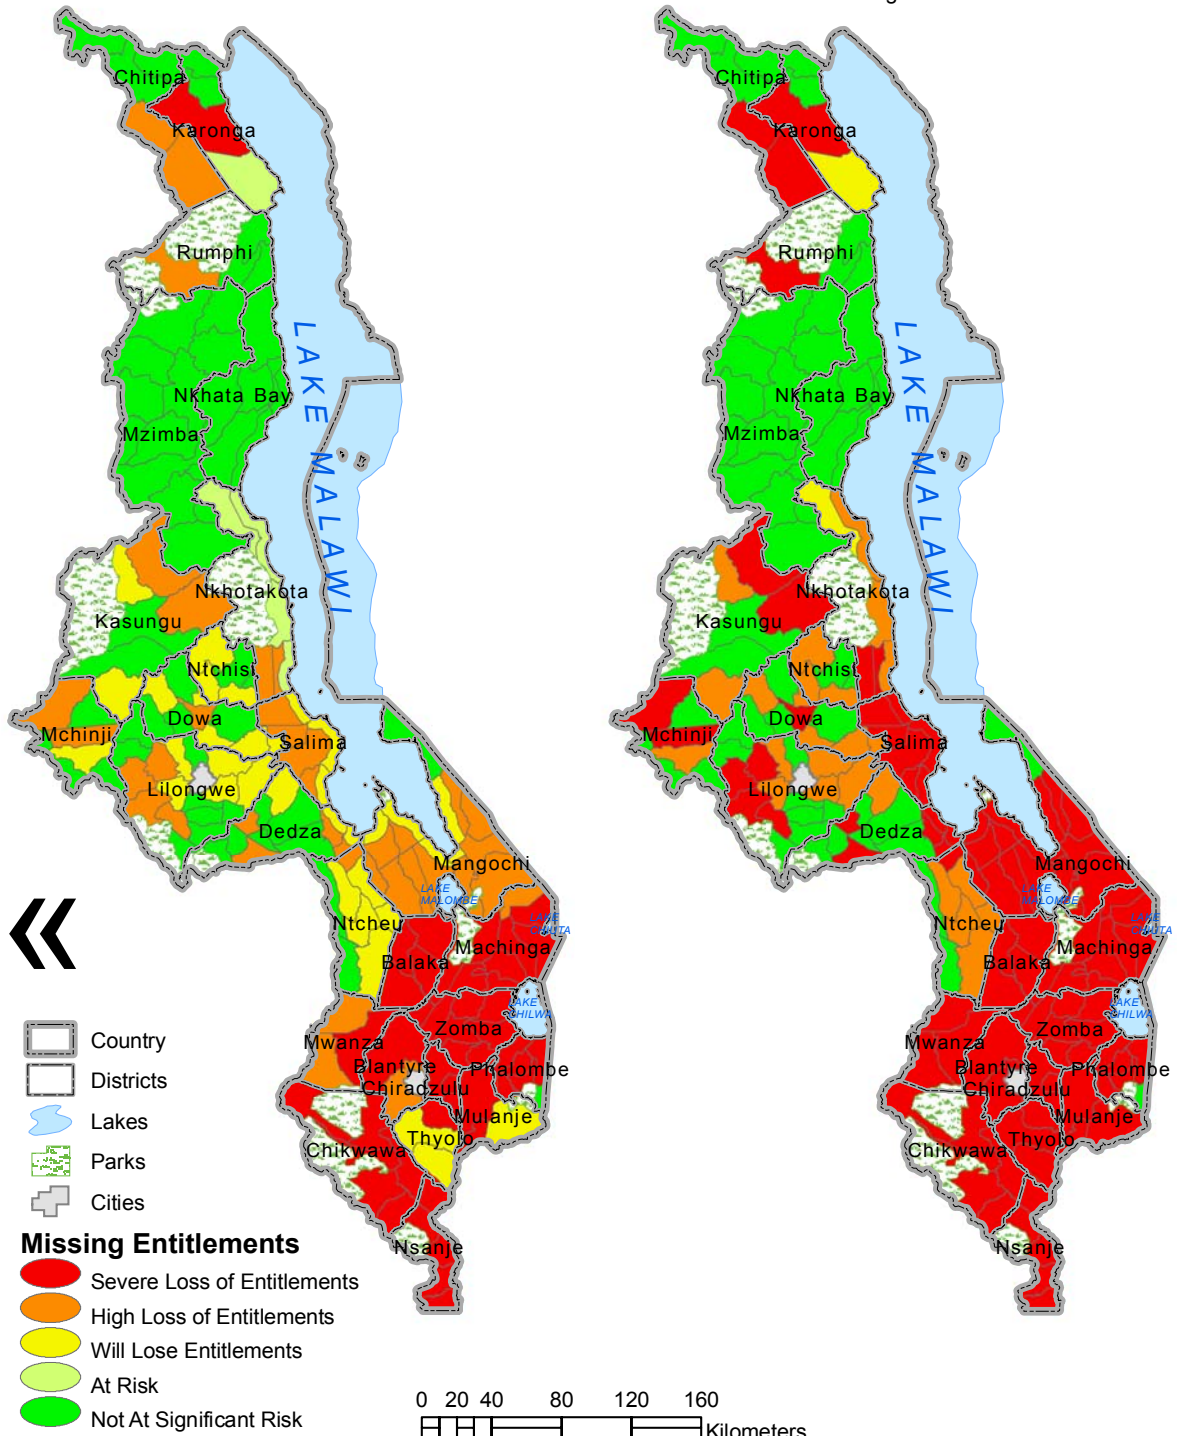 g
Chitipa
Karonga
Rumphi
LAKE MALAWI
Nkhata Bay
Mzimba
Nkhotakota
Kasungu
Ntchisi
Dowa
Mchinji
Salima
Lilongwe
Dedza
Mangochi
LAKE
MALOMBE
Ntcheu
LAKE
CHIUTA
Machinga
Balaka
LAKE
CHILWA
Zomba
Mwanza
Blantyre
Phalombe
Chiradzulu
Mulanje
Thyolo
Chikwawa
Nsanje
Chitipa
Karonga
Rumphi
LAKE MALAWI
Nkhata Bay
Mzimba
Nkhotakota
Kasungu
Ntchisi
Dowa
Mchinji
Salima
Lilongwe
Dedza
Mangochi
LAKE
MALOMBE
Ntcheu
LAKE
CHIUTA
Machinga
Balaka
LAKE
CHILWA
Zomba
Mwanza
Blantyre
Phalombe
Chiradzulu
Mulanje
Thyolo
Chikwawa
Nsanje
Country
Districts
Lakes
Parks
Cities
Missing Entitlements
Severe Loss of Entitlements
High Loss of Entitlements
Will Lose Entitlements
At Risk
Not At Significant Risk
0 20 40 80 120 160
Kilometers